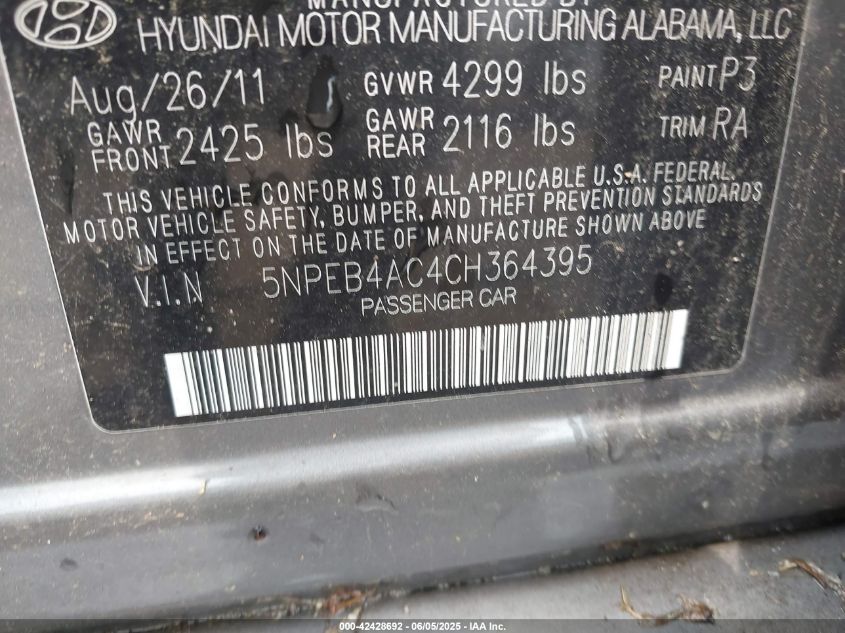 MANUFACTURED BY
HYUNDAI MOTOR MANUFACTURING ALABAMA, LLC
Aug/26/11 GVWR 4299 lbs PAINT P3
GAWR FRONT 2425 lbs GAWR REAR 2116 lbs TRIM RA
THIS VEHICLE CONFORMS TO ALL APPLICABLE U.S.A. FEDERAL
MOTOR VEHICLE SAFETY, BUMPER, AND THEFT PREVENTION STANDARDS
IN EFFECT ON THE DATE OF MANUFACTURE SHOWN ABOVE
V.I.N 5NPEB4AC4CH364395
PASSENGER CAR
000-42428692 - 06/05/2025 - IAA Inc.